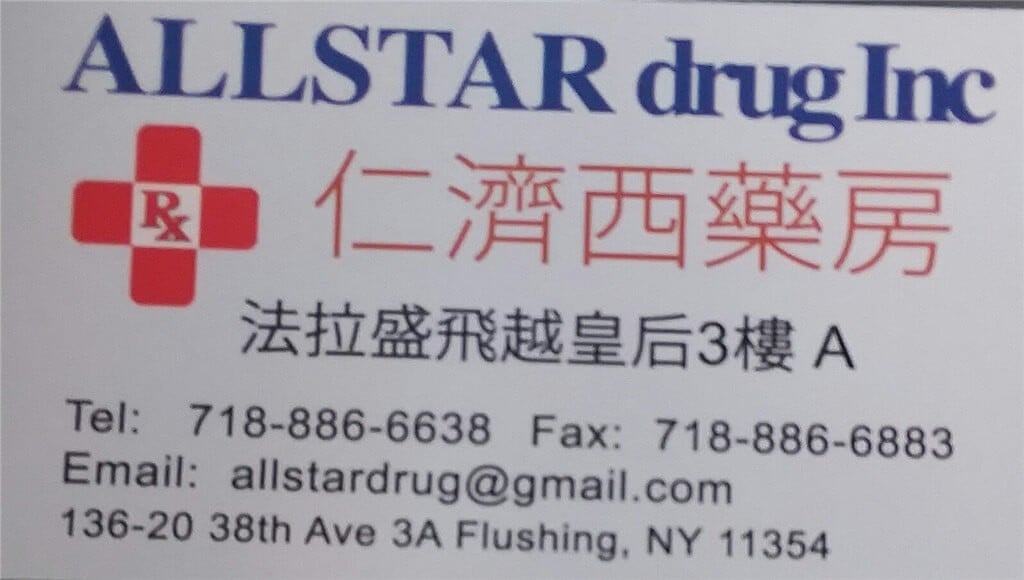 ALLSTAR drug Inc
Rx
仁濟西藥房
法拉盛飛越皇后3樓 A
Tel: 718-886-6638 Fax: 718-886-6883
Email: allstardrug@gmail.com
136-20 38th Ave 3A Flushing, NY 11354